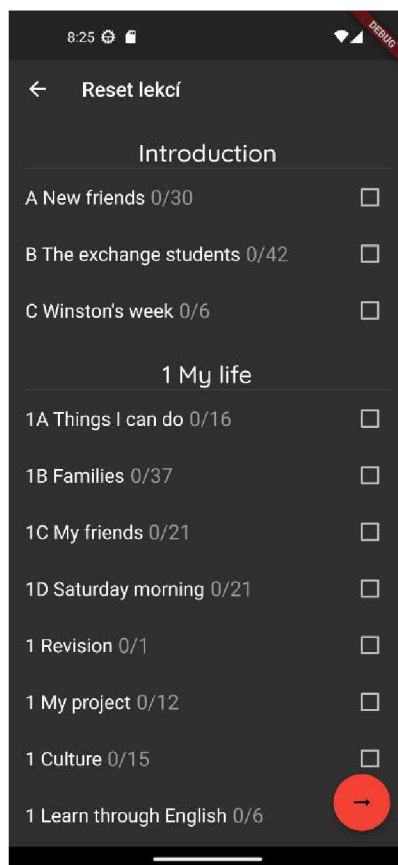 8:25
DEBUG
Reset lekcí
Introduction
A New friends 0/30
B The exchange students 0/42
C Winston's week 0/6
1 My life
1A Things I can do 0/16
1B Families 0/37
1C My friends 0/21
1D Saturday morning 0/21
1 Revision 0/1
1 My project 0/12
1 Culture 0/15
1 Learn through English 0/6